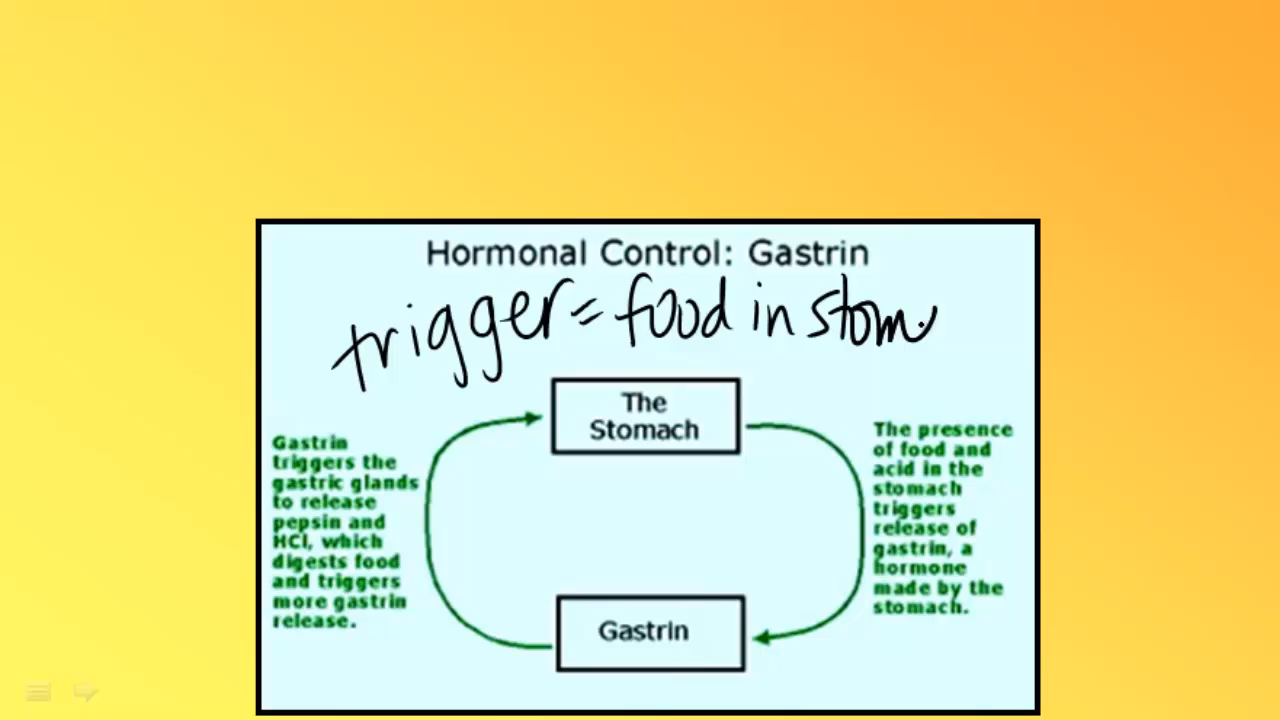 Hormonal Control: Gastrin
trigger = food in stom
The
Stomach
Gastrin
triggers the
gastric glands
to release
pepsin and
HCl, which
digests food
and triggers
more gastrin
release.
The presence
of food and
acid in the
stomach
triggers
release of
gastrin, a
hormone
made by the
stomach.
Gastrin